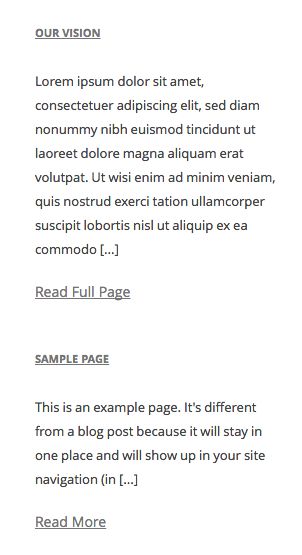 OUR VISION
Lorem ipsum dolor sit amet,
consectetuer adipiscing elit, sed diam
nonummy nibh euismod tincidunt ut
laoreet dolore magna aliquam erat
volutpat. Ut wisi enim ad minim veniam,
quis nostrud exerci tation ullamcorper
suscipit lobortis nisl ut aliquip ex ea
commodo [...]
Read Full Page
SAMPLE PAGE
This is an example page. It's different
from a blog post because it will stay in
one place and will show up in your site
navigation (in [...]
Read More